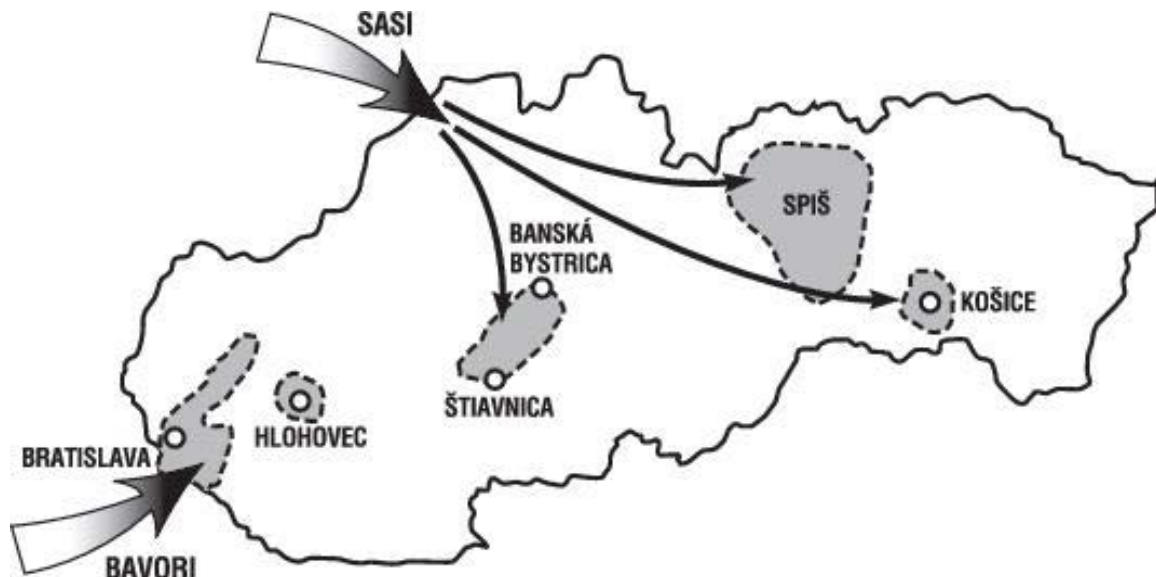 SASI
SPIŠ
BANSKÁ
BYSTRICA
KOŠICE
ŠTIAVNICA
HLOHOVEC
BRATISLAVA
BAVORI